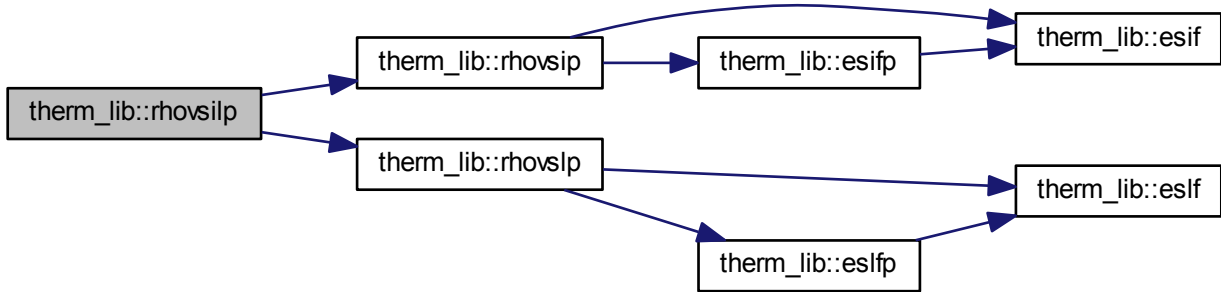 therm_lib::rhovsilp
therm_lib::rhovsip
therm_lib::esifp
therm_lib::esif
therm_lib::rhovslp
therm_lib::eslf
therm_lib::eslfp